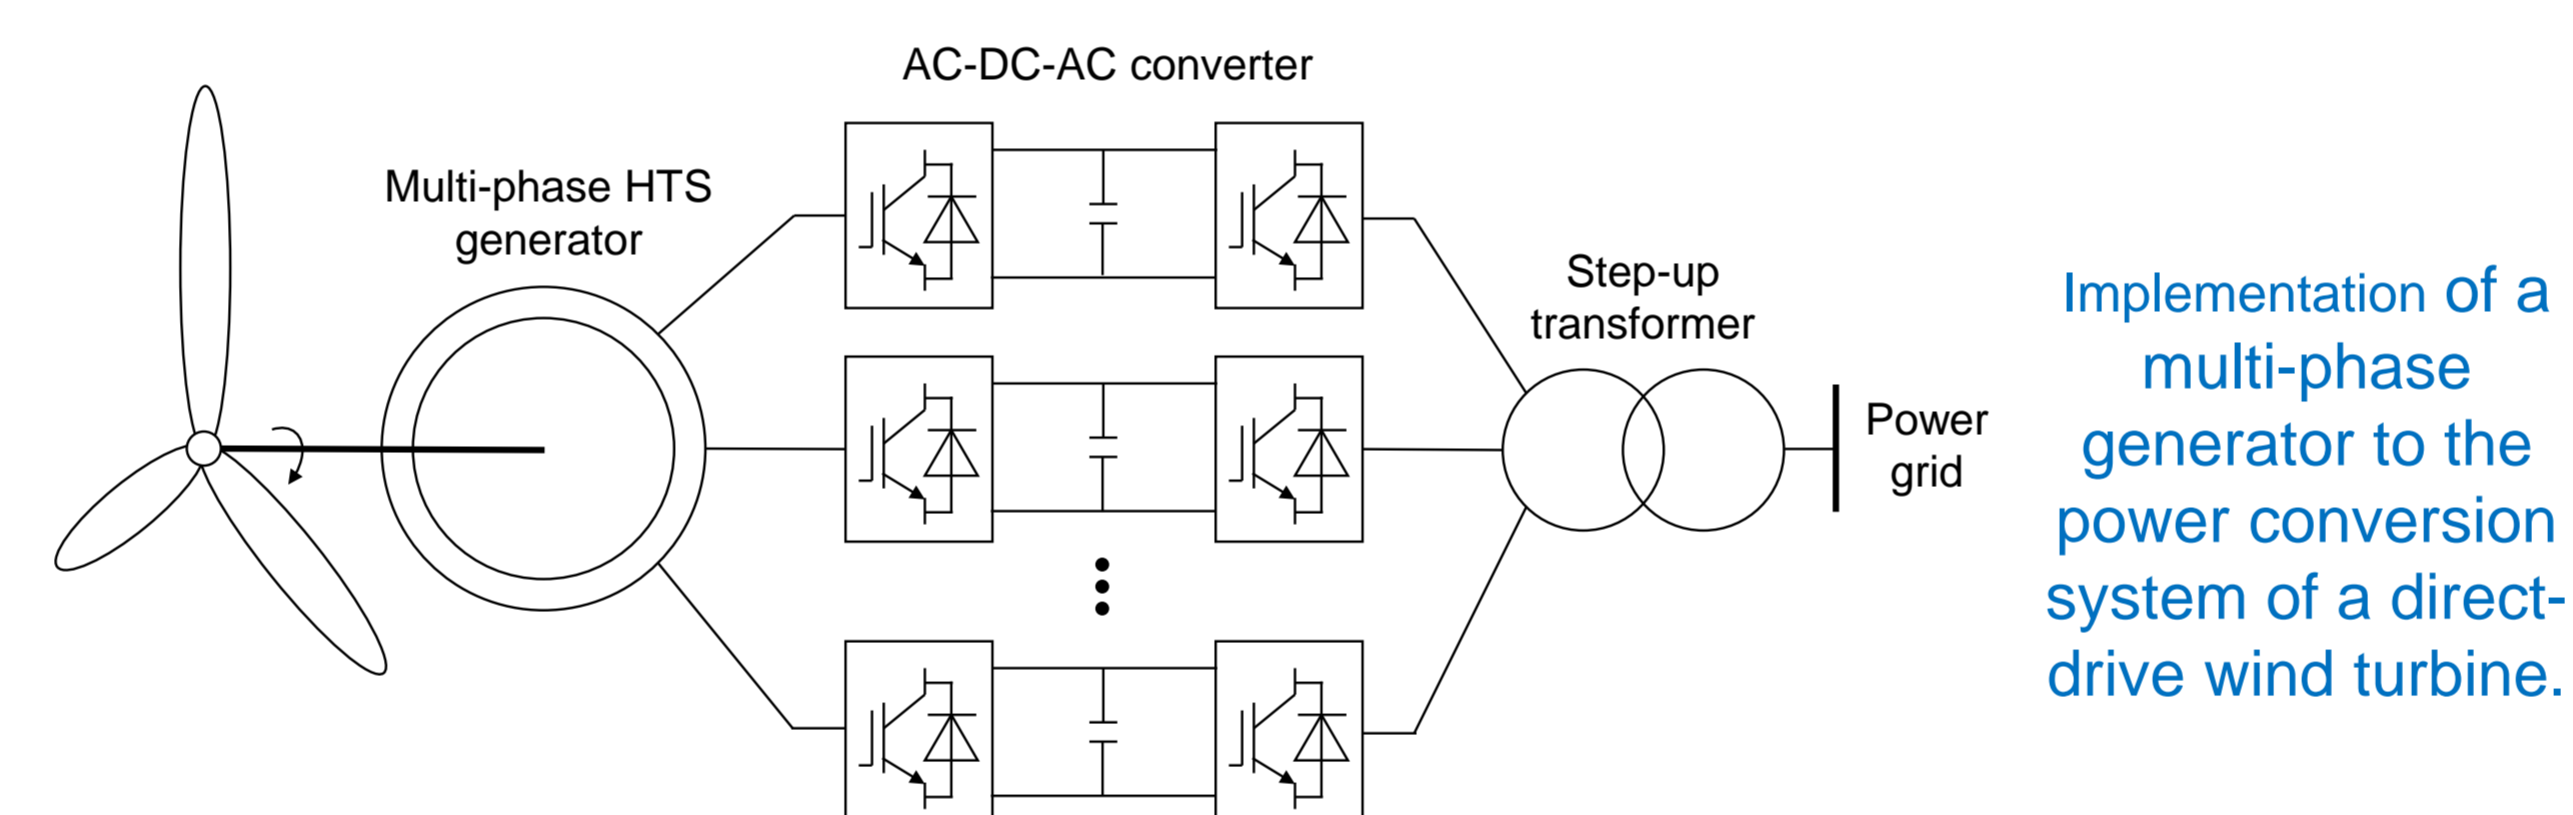 AC-DC-AC converter
Multi-phase HTS
generator
Step-up
transformer
Power
grid
Implementation of a
multi-phase
generator to the
power conversion
system of a direct-
drive wind turbine.